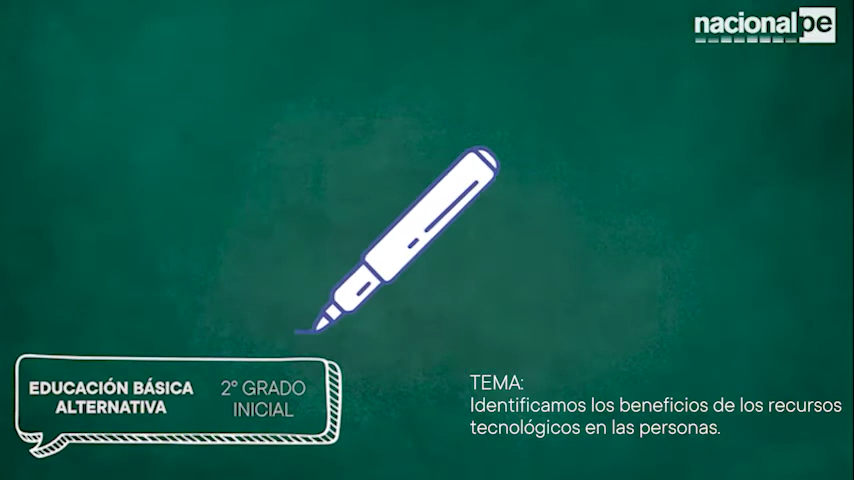 nacionalpe
EDUCACIÓN BÁSICA
ALTERNATIVA
2° GRADO
INICIAL
TEMA:
Identificamos los beneficios de los recursos
tecnológicos en las personas.